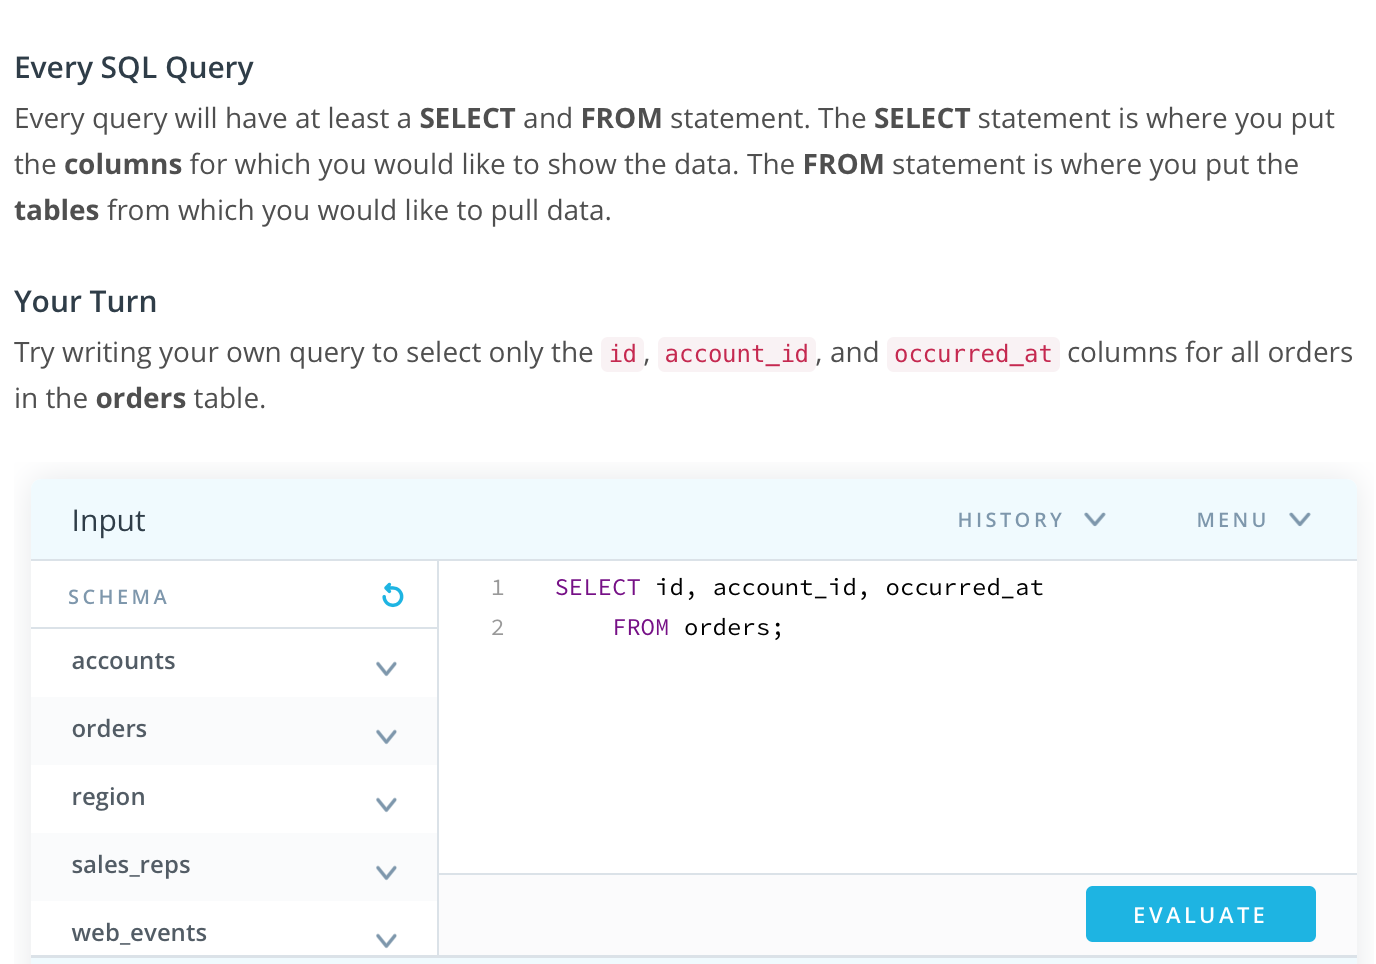 Every SQL Query
Every query will have at least a SELECT and FROM statement. The SELECT statement is where you put
the columns for which you would like to show the data. The FROM statement is where you put the
tables from which you would like to pull data.
Your Turn
Try writing your own query to select only the id, account_id, and occurred_at columns for all orders
in the orders table.
Input
HISTORY
MENU
SCHEMA
accounts
orders
region
sales_reps
web_events
1 SELECT id, account_id, occurred_at
2 FROM orders;
EVALUATE